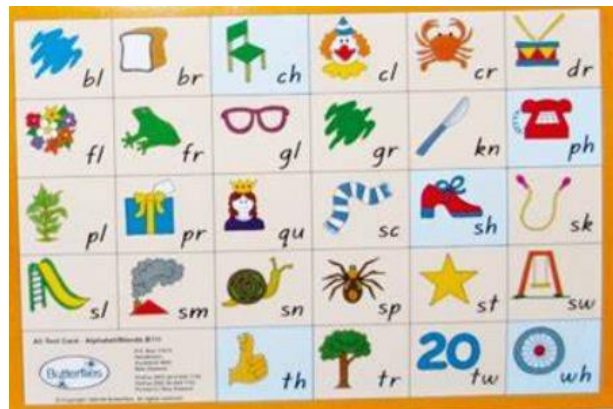 bl br ch cl cr dr
fl fr gl gr kn ph
pl pr qu sc sh sk
sl sm sn sp st sw
th tr 20 tw wh
Butterflies